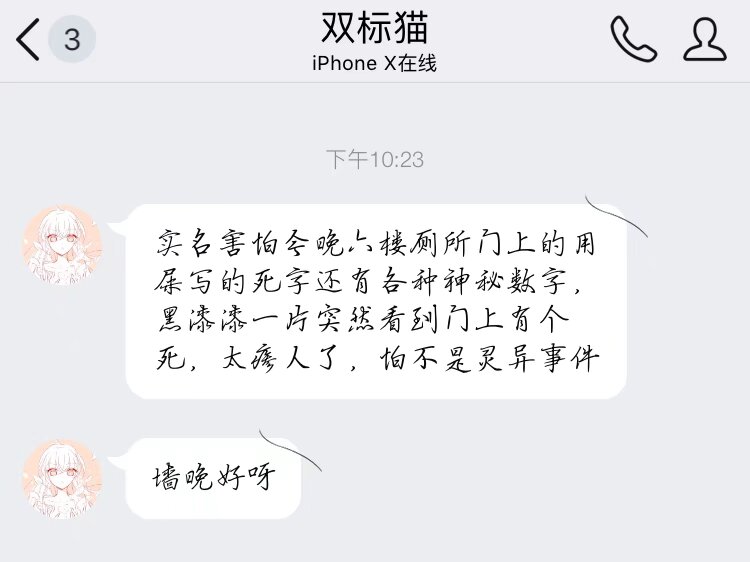 3
双标猫
iPhone X在线
下午10:23
实名害怕今晚六楼厕所门上的用
屎写的死字还有各种神秘数字，
黑漆漆一片突然看到门上有个
死，太瘆人了，怕不是灵异事件
墙晚好呀